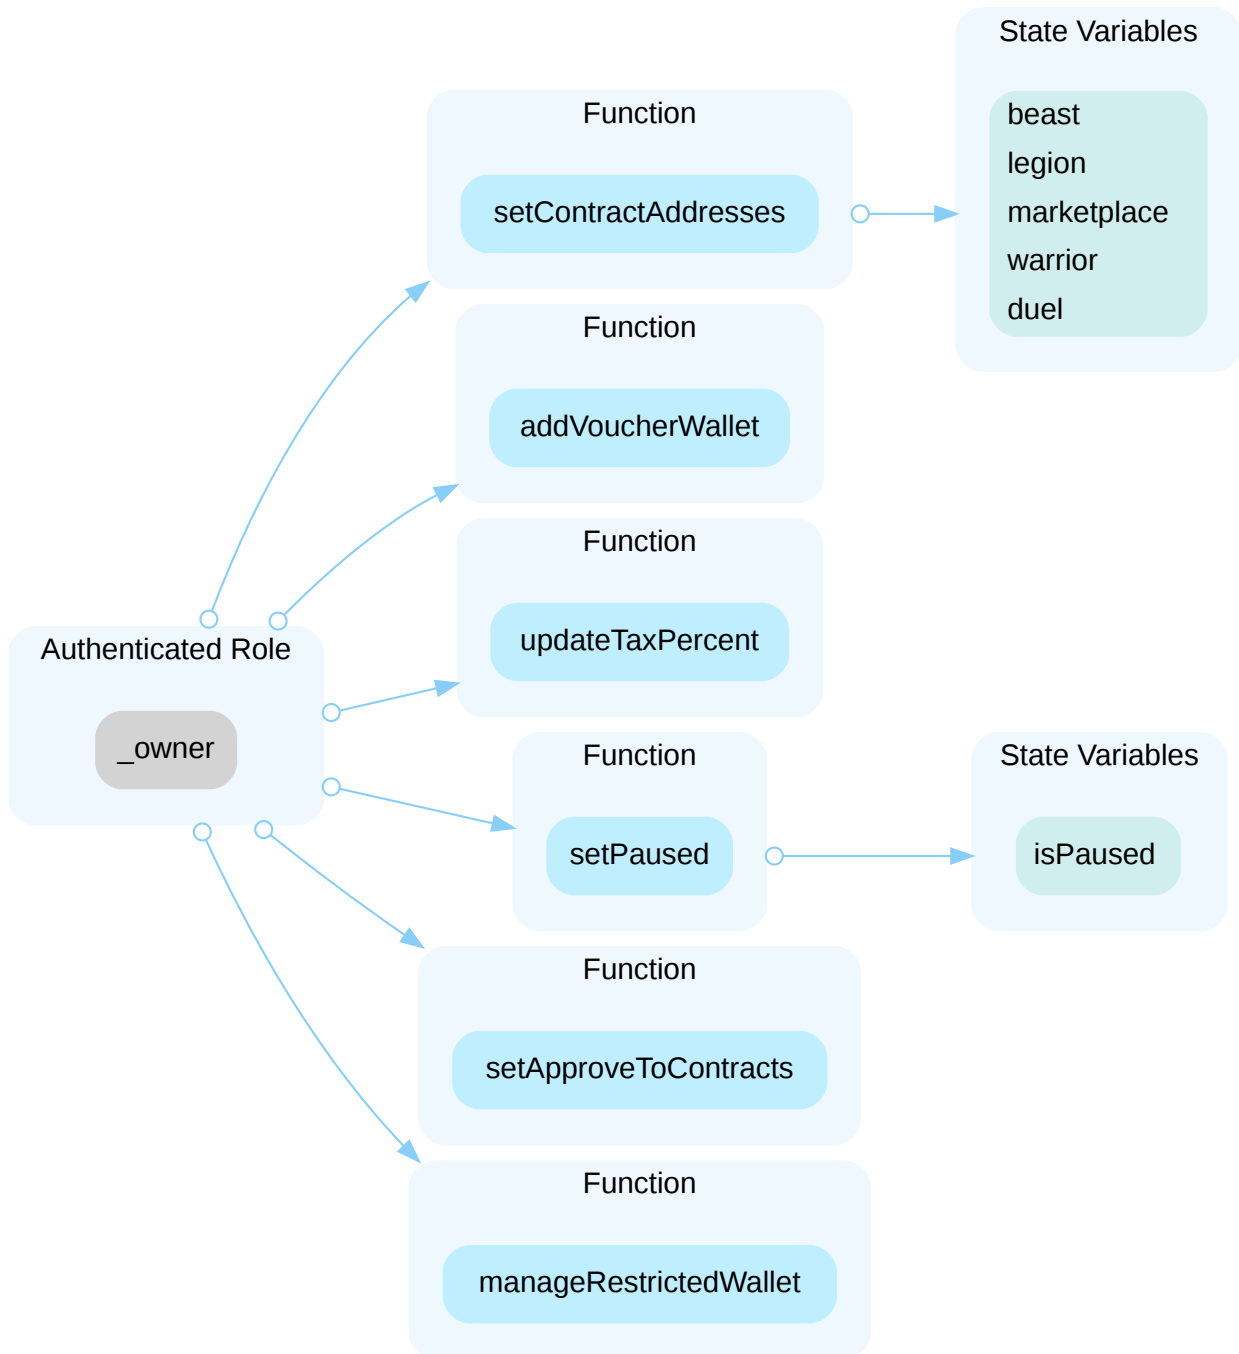 State Variables
beast
legion
marketplace
warrior
duel
Function
setContractAddresses
Function
addVoucherWallet
Function
updateTaxPercent
Authenticated Role
_owner
Function
setPaused
State Variables
isPaused
Function
setApproveToContracts
Function
manageRestrictedWallet